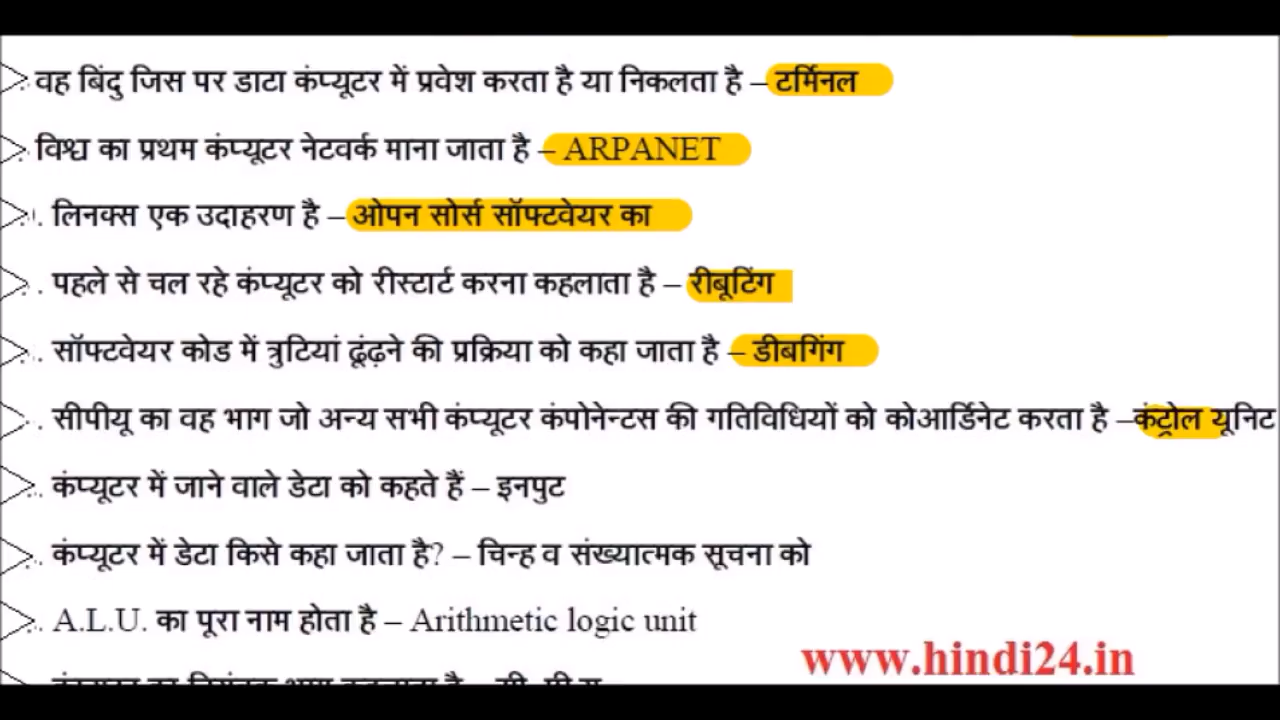 वह बिंदु जिस पर डाटा कंप्यूटर में प्रवेश करता है या निकलता है – टर्मिनल
विश्व का प्रथम कंप्यूटर नेटवर्क माना जाता है – ARPANET
. लिनक्स एक उदाहरण है – ओपन सोर्स सॉफ्टवेयर का
. पहले से चल रहे कंप्यूटर को रीस्टार्ट करना कहलाता है – रीबूटिंग
. सॉफ्टवेयर कोड में त्रुटियां ढूंढ़ने की प्रक्रिया को कहा जाता है – डीबगिंग
. सीपीयू का वह भाग जो अन्य सभी कंप्यूटर कंपोनेन्टस की गतिविधियों को कोआर्डिनेट करता है –कंट्रोल यूनिट
. कंप्यूटर में जाने वाले डेटा को कहते हैं – इनपुट
. कंप्यूटर में डेटा किसे कहा जाता है? – चिन्ह व संख्यात्मक सूचना को
. A.L.U. का पूरा नाम होता है – Arithmetic logic unit
www.hindi24.in